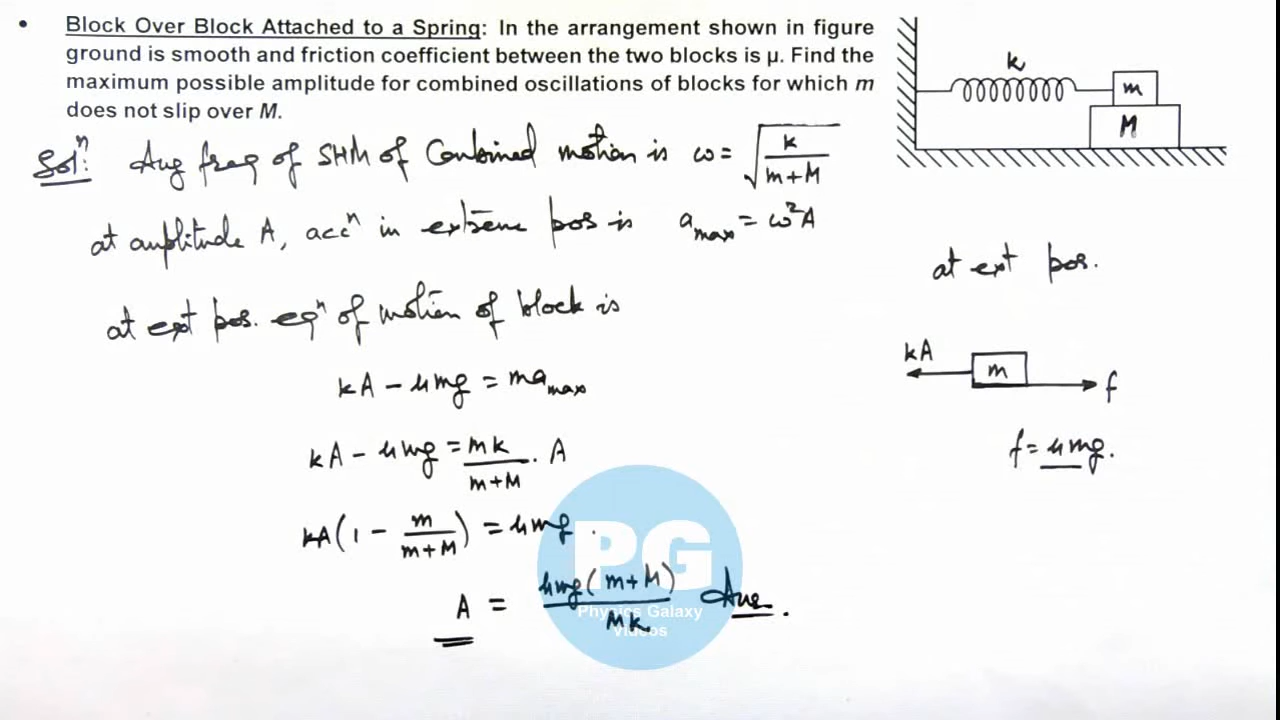 • Block Over Block Attached to a Spring: In the arrangement shown in figure
ground is smooth and friction coefficient between the two blocks is μ. Find the
maximum possible amplitude for combined oscillations of blocks for which m
does not slip over M.
k
m
M
Solⁿ: Ang freq of SHM of Combined motion is ω = √(k/(m+M))
at amplitude A, accⁿ in extreme pos is a_max = ω²A
at ext pos.
at ext pos. eqⁿ of motion of block is
kA
m
f
kA − μmg = ma_max
f = μmg.
kA − μmg = mk/(m+M) . A
kA(1 − m/(m+M)) = μmg.
A = μmg(m+M)/Mk Ans.
PG
Physics Galaxy
Videos